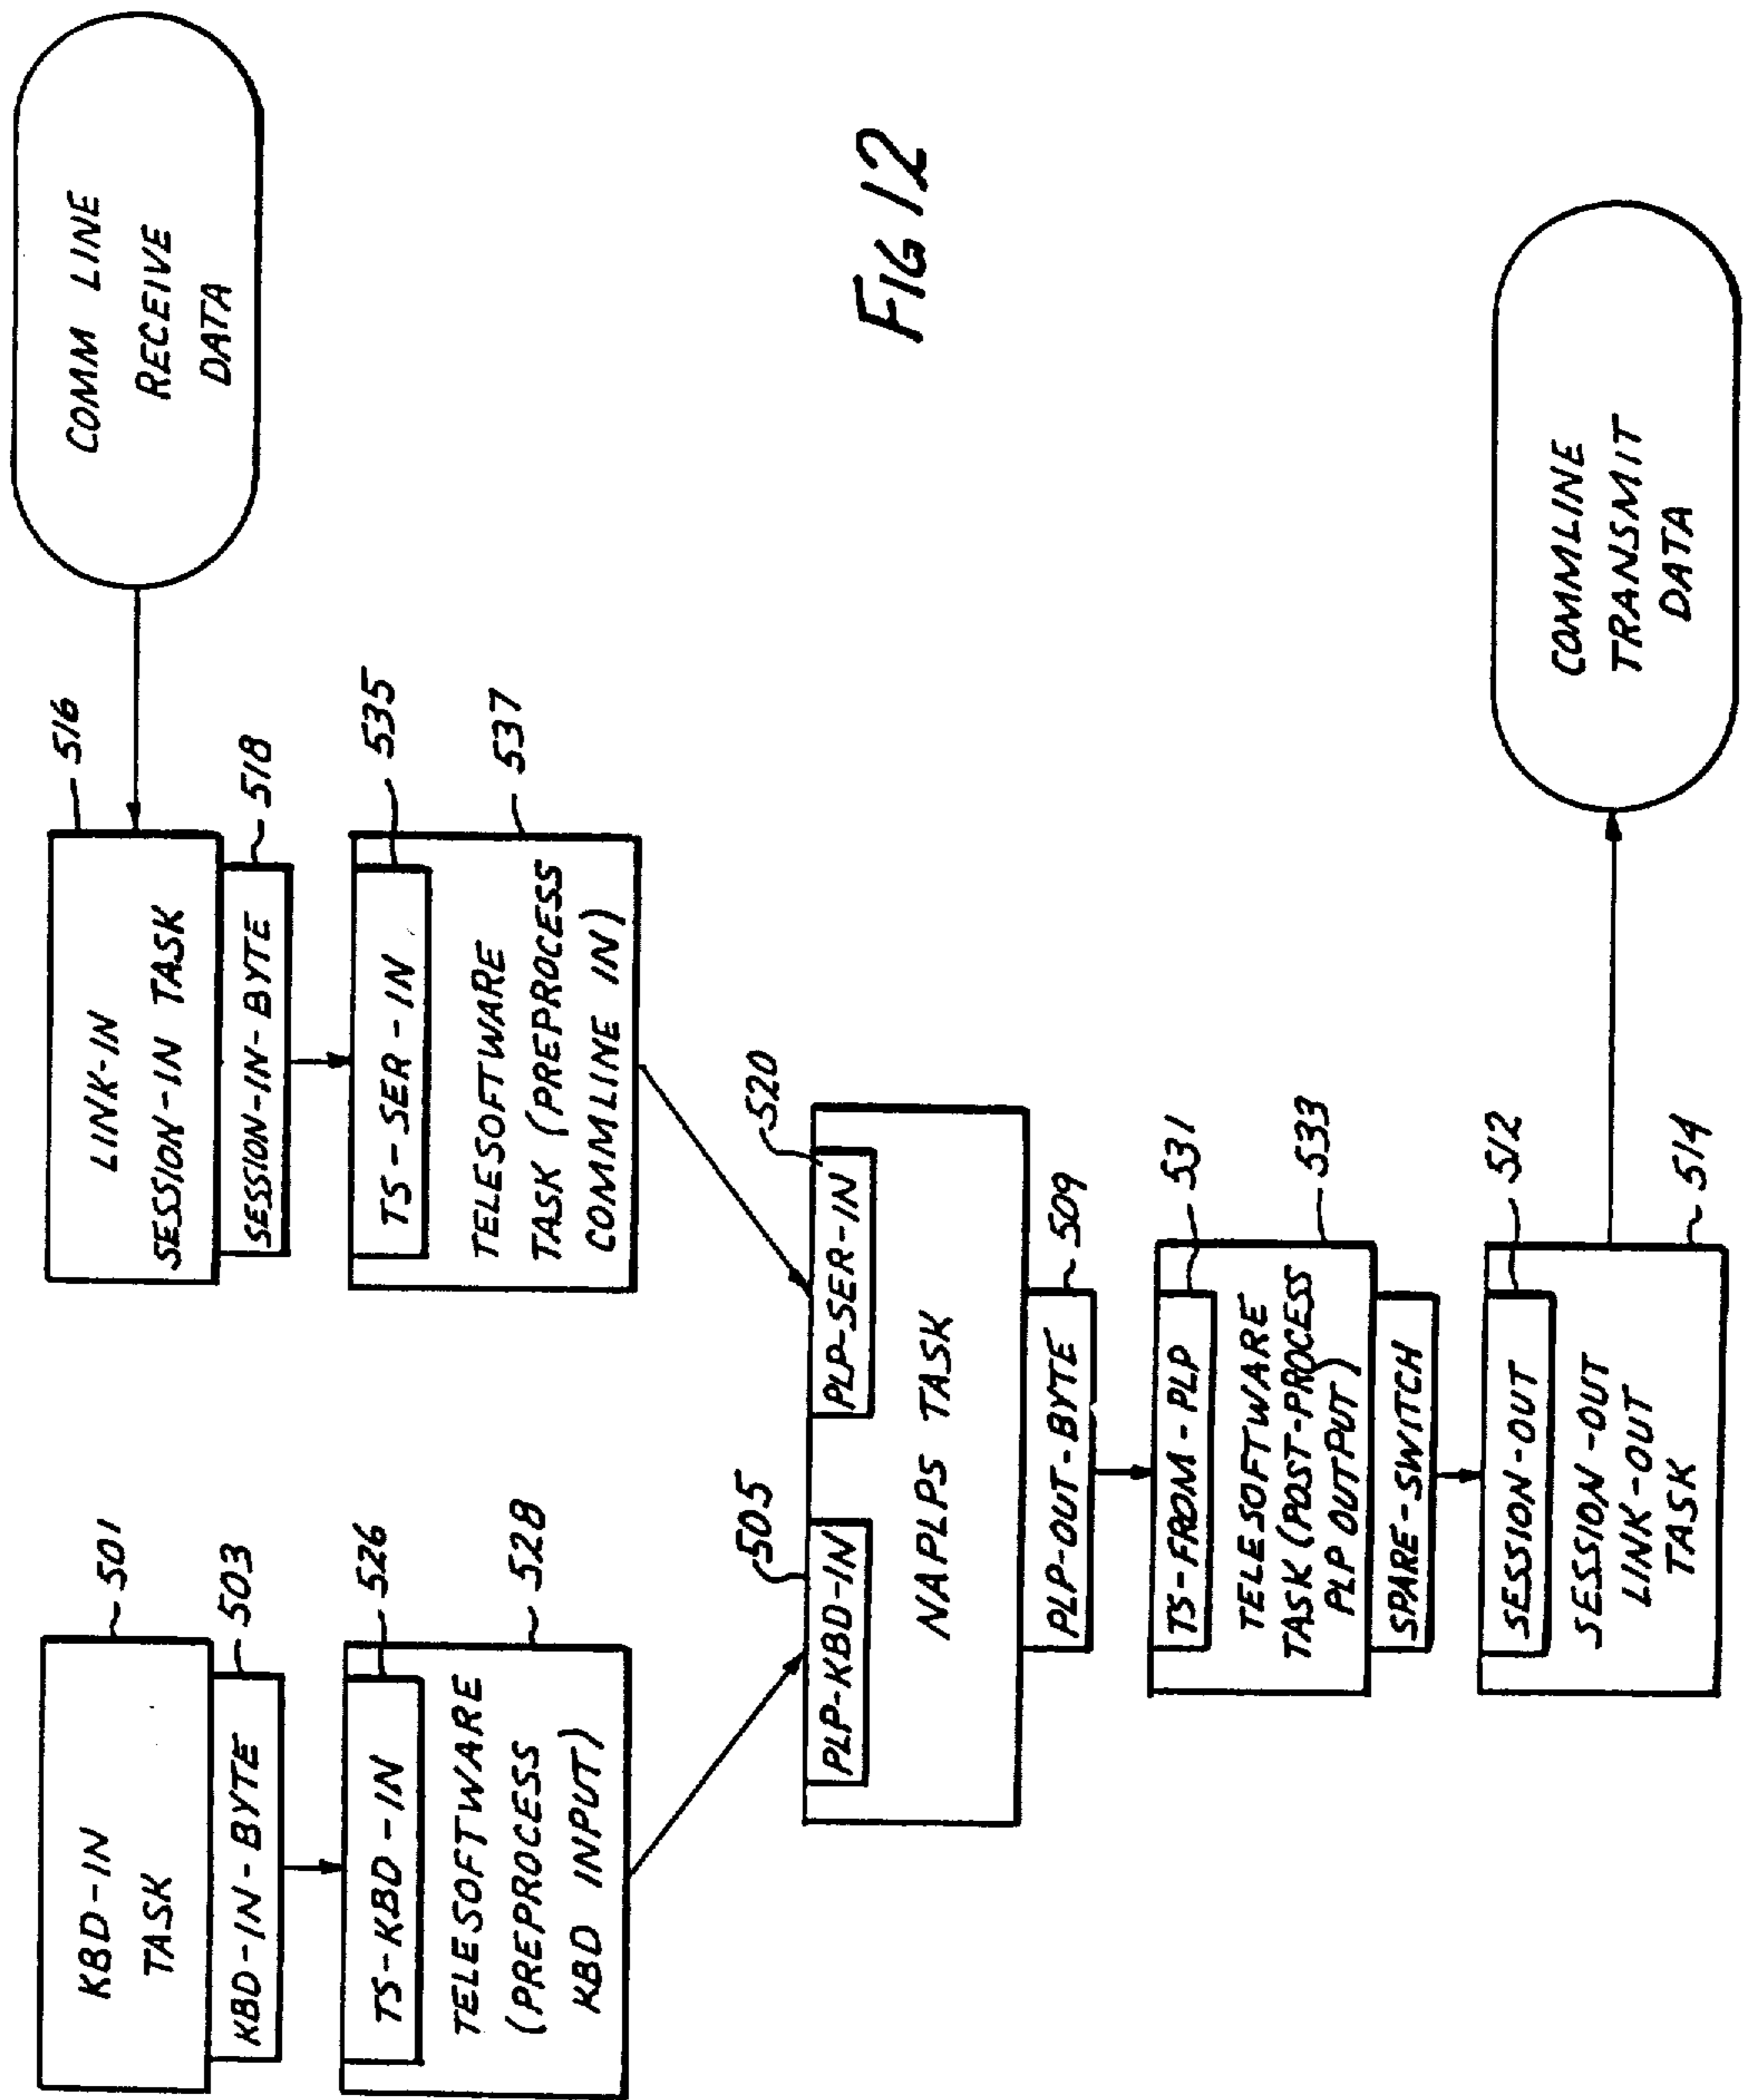 KBD-IN
TASK
501
KBD-IN-BYTE
503
TS-KBD-IN
526
TELESOFTWARE
(PREPROCESS
KBD INPUT)
528
COMM LINE
RECEIVE
DATA
LINK-IN
SESSION-IN TASK
516
SESSION-IN-BYTE
518
TS-SER-IN
535
TELESOFTWARE
TASK (PREPROCESS
COMMLINE IN)
537
PLP-KBD-IN
505
PLP-SER-IN
520
NAPLPS TASK
PLP-OUT-BYTE
509
TS-FROM-PLP
531
TELESOFTWARE
TASK (POST-PROCESS
PLP OUTPUT)
533
SPARE-SWITCH
SESSION-OUT
512
SESSION-OUT
LINK-OUT
TASK
514
COMMLINE
TRANSMIT
DATA
FIG 12